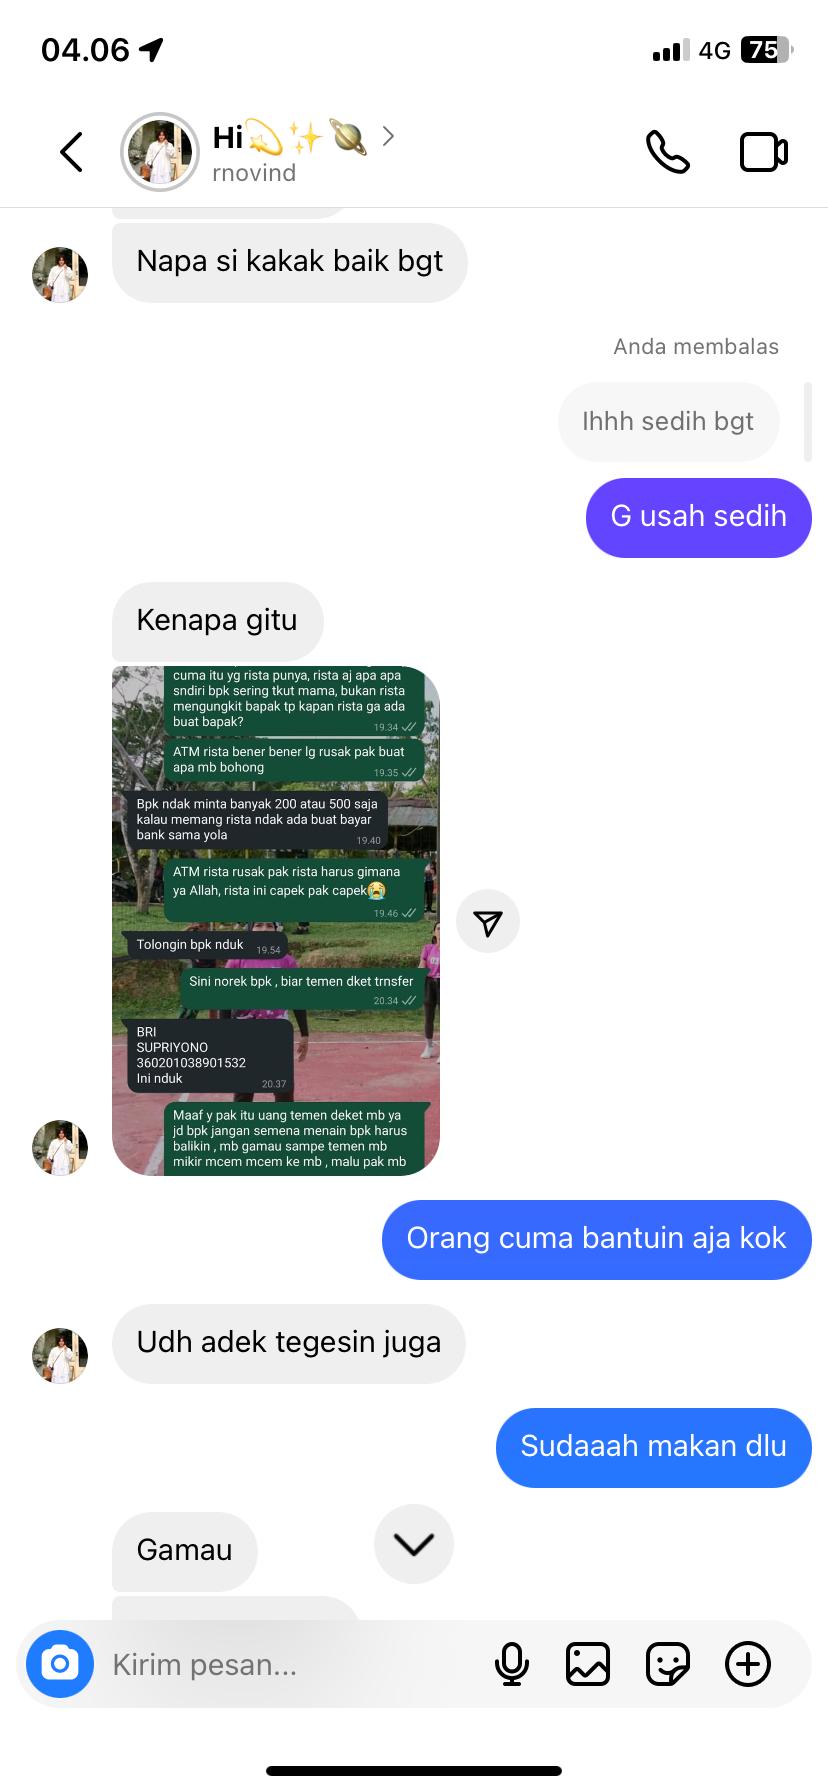 04.06
4G
75
Hi💫✨🪐
rnovind
Napa si kakak baik bgt
Anda membalas
Ihhh sedih bgt
G usah sedih
Kenapa gitu
cuma itu yg rista punya, rista aj apa apa
sndiri bpk sering tkut mama, bukan rista
mengungkit bapak tp kapan rista ga ada
buat bapak?
19.34
ATM rista bener bener lg rusak pak buat
apa mb bohong
19.35
Bpk ndak minta banyak 200 atau 500 saja
kalau memang rista ndak ada buat bayar
bank sama yola
19.40
ATM rista rusak pak rista harus gimana
ya Allah, rista ini capek pak capek😭
19.46
Tolongin bpk nduk
19.54
Sini norek bpk , biar temen dket trnsfer
20.34
BRI
SUPRIYONO
360201038901532
Ini nduk
20.37
Maaf y pak itu uang temen deket mb ya
jd bpk jangan semena menain bpk harus
balikin , mb gamau sampe temen mb
mikir mcem mcem ke mb , malu pak mb
Orang cuma bantuin aja kok
Udh adek tegesin juga
Sudaaah makan dlu
Gamau
Kirim pesan...